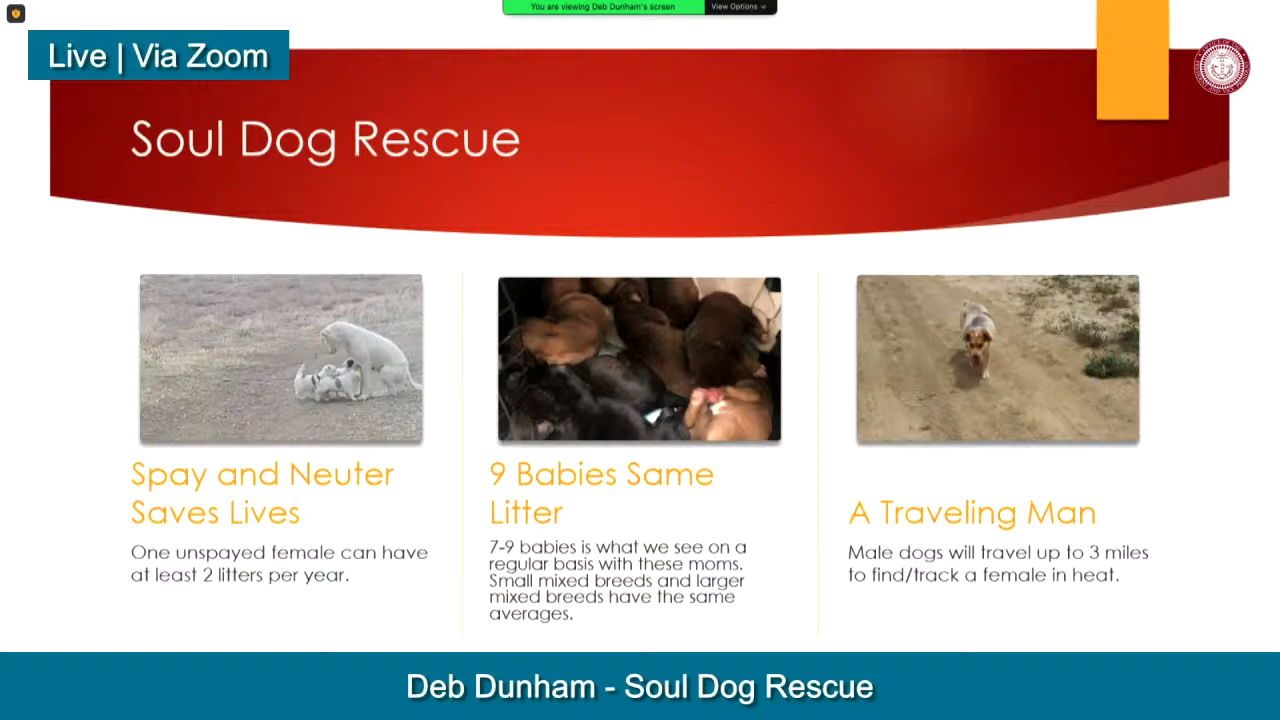 You are viewing Deb Dunham's screen
View Options
Live | Via Zoom
Soul Dog Rescue
Spay and Neuter
Saves Lives
One unspayed female can have
at least 2 litters per year.
9 Babies Same
Litter
7-9 babies is what we see on a
regular basis with these moms.
Small mixed breeds and larger
mixed breeds have the same
averages.
A Traveling Man
Male dogs will travel up to 3 miles
to find/track a female in heat.
Deb Dunham - Soul Dog Rescue